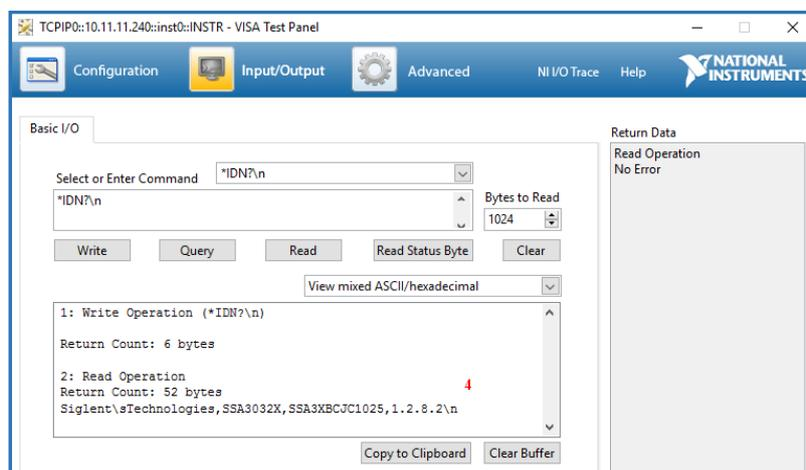 TCPIP0::10.11.11.240::inst0::INSTR - VISA Test Panel
Configuration
Input/Output
Advanced
NI I/O Trace
Help
NATIONAL
INSTRUMENTS
Basic I/O
Select or Enter Command
*IDN?\n
*IDN?\n
Bytes to Read
1024
Write
Query
Read
Read Status Byte
Clear
View mixed ASCII/hexadecimal
1: Write Operation (*IDN?\n)
Return Count: 6 bytes
2: Read Operation
Return Count: 52 bytes
Siglent\sTechnologies,SSA3032X,SSA3XBCJC1025,1.2.8.2\n
4
Copy to Clipboard
Clear Buffer
Return Data
Read Operation
No Error